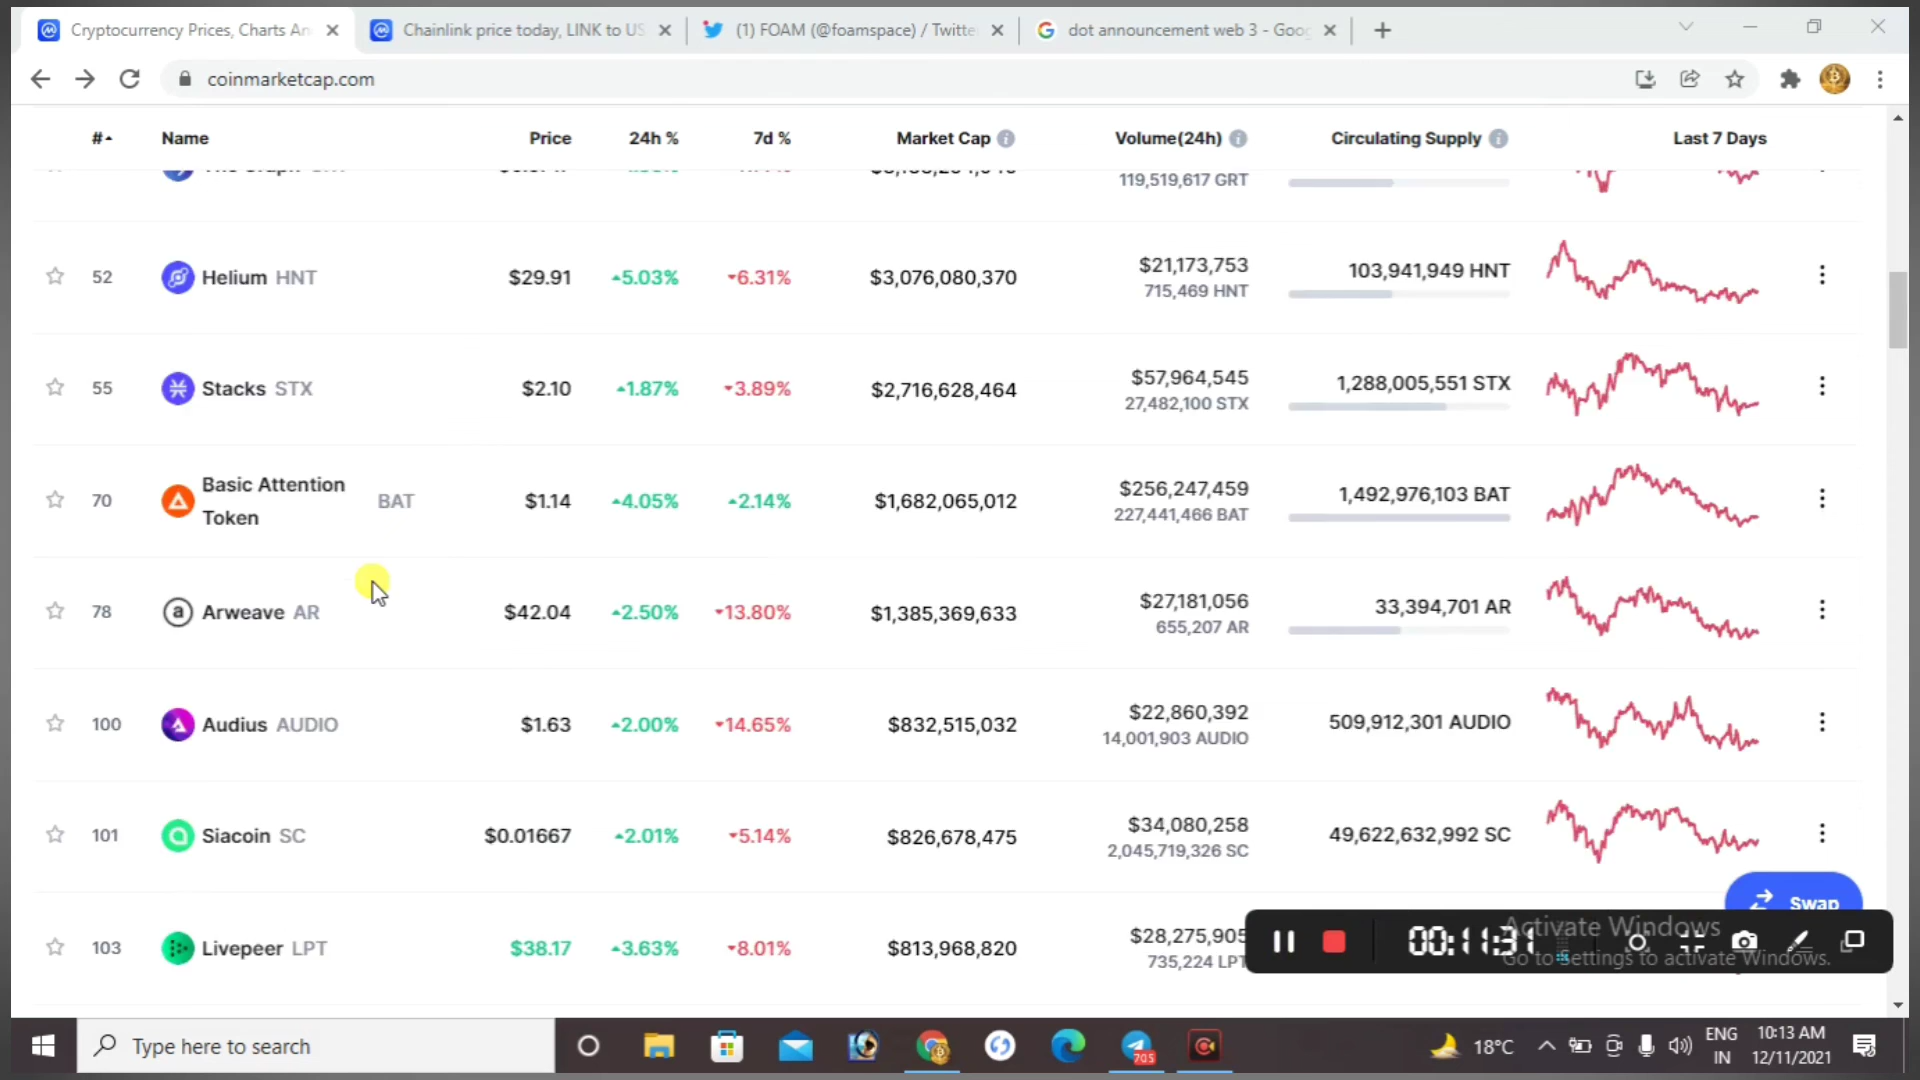 Cryptocurrency Prices, Charts An
Chainlink price today, LINK to US
(1) FOAM (@foamspace) / Twitte
dot announcement web 3 - Goog
coinmarketcap.com
# Name Price 24h % 7d % Market Cap Volume(24h) Circulating Supply Last 7 Days
119,519,617 GRT
52 Helium HNT $29.91 5.03% 6.31% $3,076,080,370 $21,173,753 103,941,949 HNT
715,469 HNT
55 Stacks STX $2.10 1.87% 3.89% $2,716,628,464 $57,964,545 1,288,005,551 STX
27,482,100 STX
70 Basic Attention Token BAT $1.14 4.05% 2.14% $1,682,065,012 $256,247,459 1,492,976,103 BAT
227,441,466 BAT
78 Arweave AR $42.04 2.50% 13.80% $1,385,369,633 $27,181,056 33,394,701 AR
655,207 AR
100 Audius AUDIO $1.63 2.00% 14.65% $832,515,032 $22,860,392 509,912,301 AUDIO
14,001,903 AUDIO
101 Siacoin SC $0.01667 2.01% 5.14% $826,678,475 $34,080,258 49,622,632,992 SC
2,045,719,326 SC
Swap
103 Livepeer LPT $38.17 3.63% 8.01% $813,968,820 $28,275,905
735,224 LPT
00:11:31
Activate Windows
Go to Settings to activate Windows.
Type here to search
705
18°C
ENG
IN
10:13 AM
12/11/2021